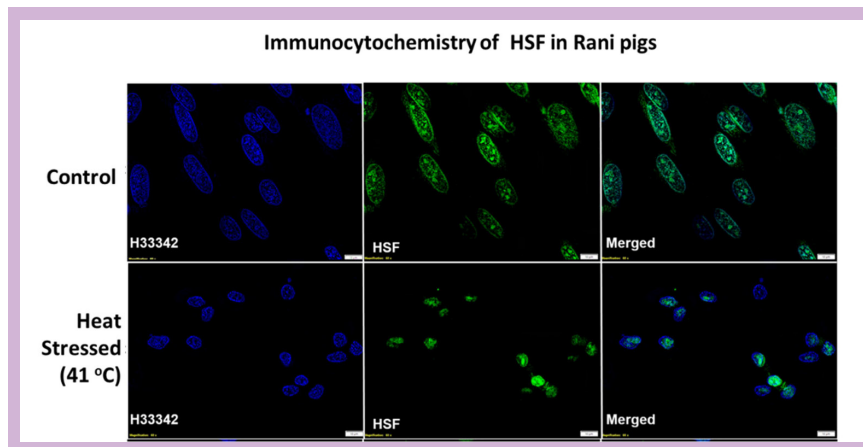 Immunocytochemistry of HSF in Rani pigs
Control
H33342
HSF
Merged
Heat
Stressed
(41 °C)
H33342
HSF
Merged